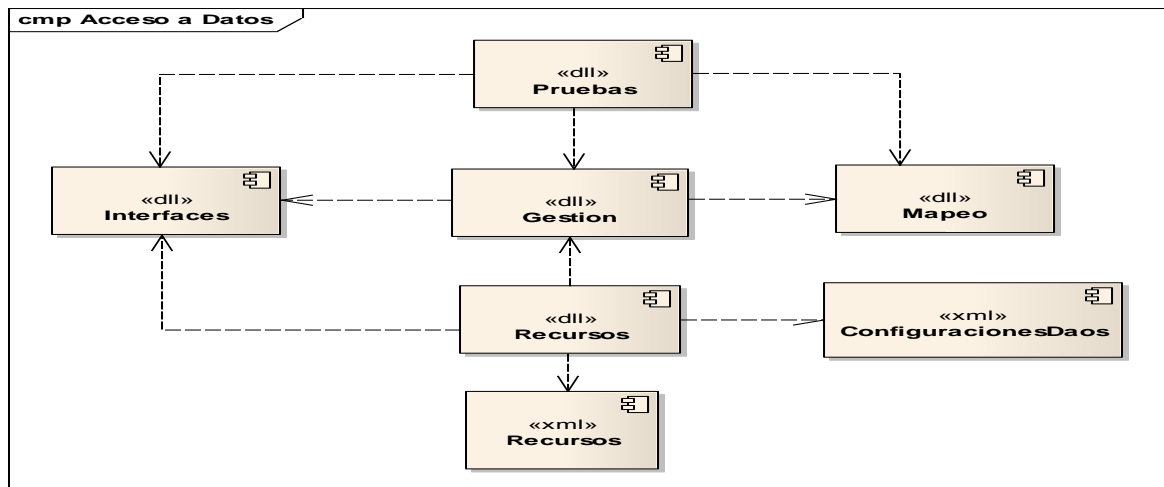 cmp Acceso a Datos
«dll»
Pruebas
«dll»
Interfaces
«dll»
Gestion
«dll»
Mapeo
«dll»
Recursos
«xml»
ConfiguracionesDaos
«xml»
Recursos